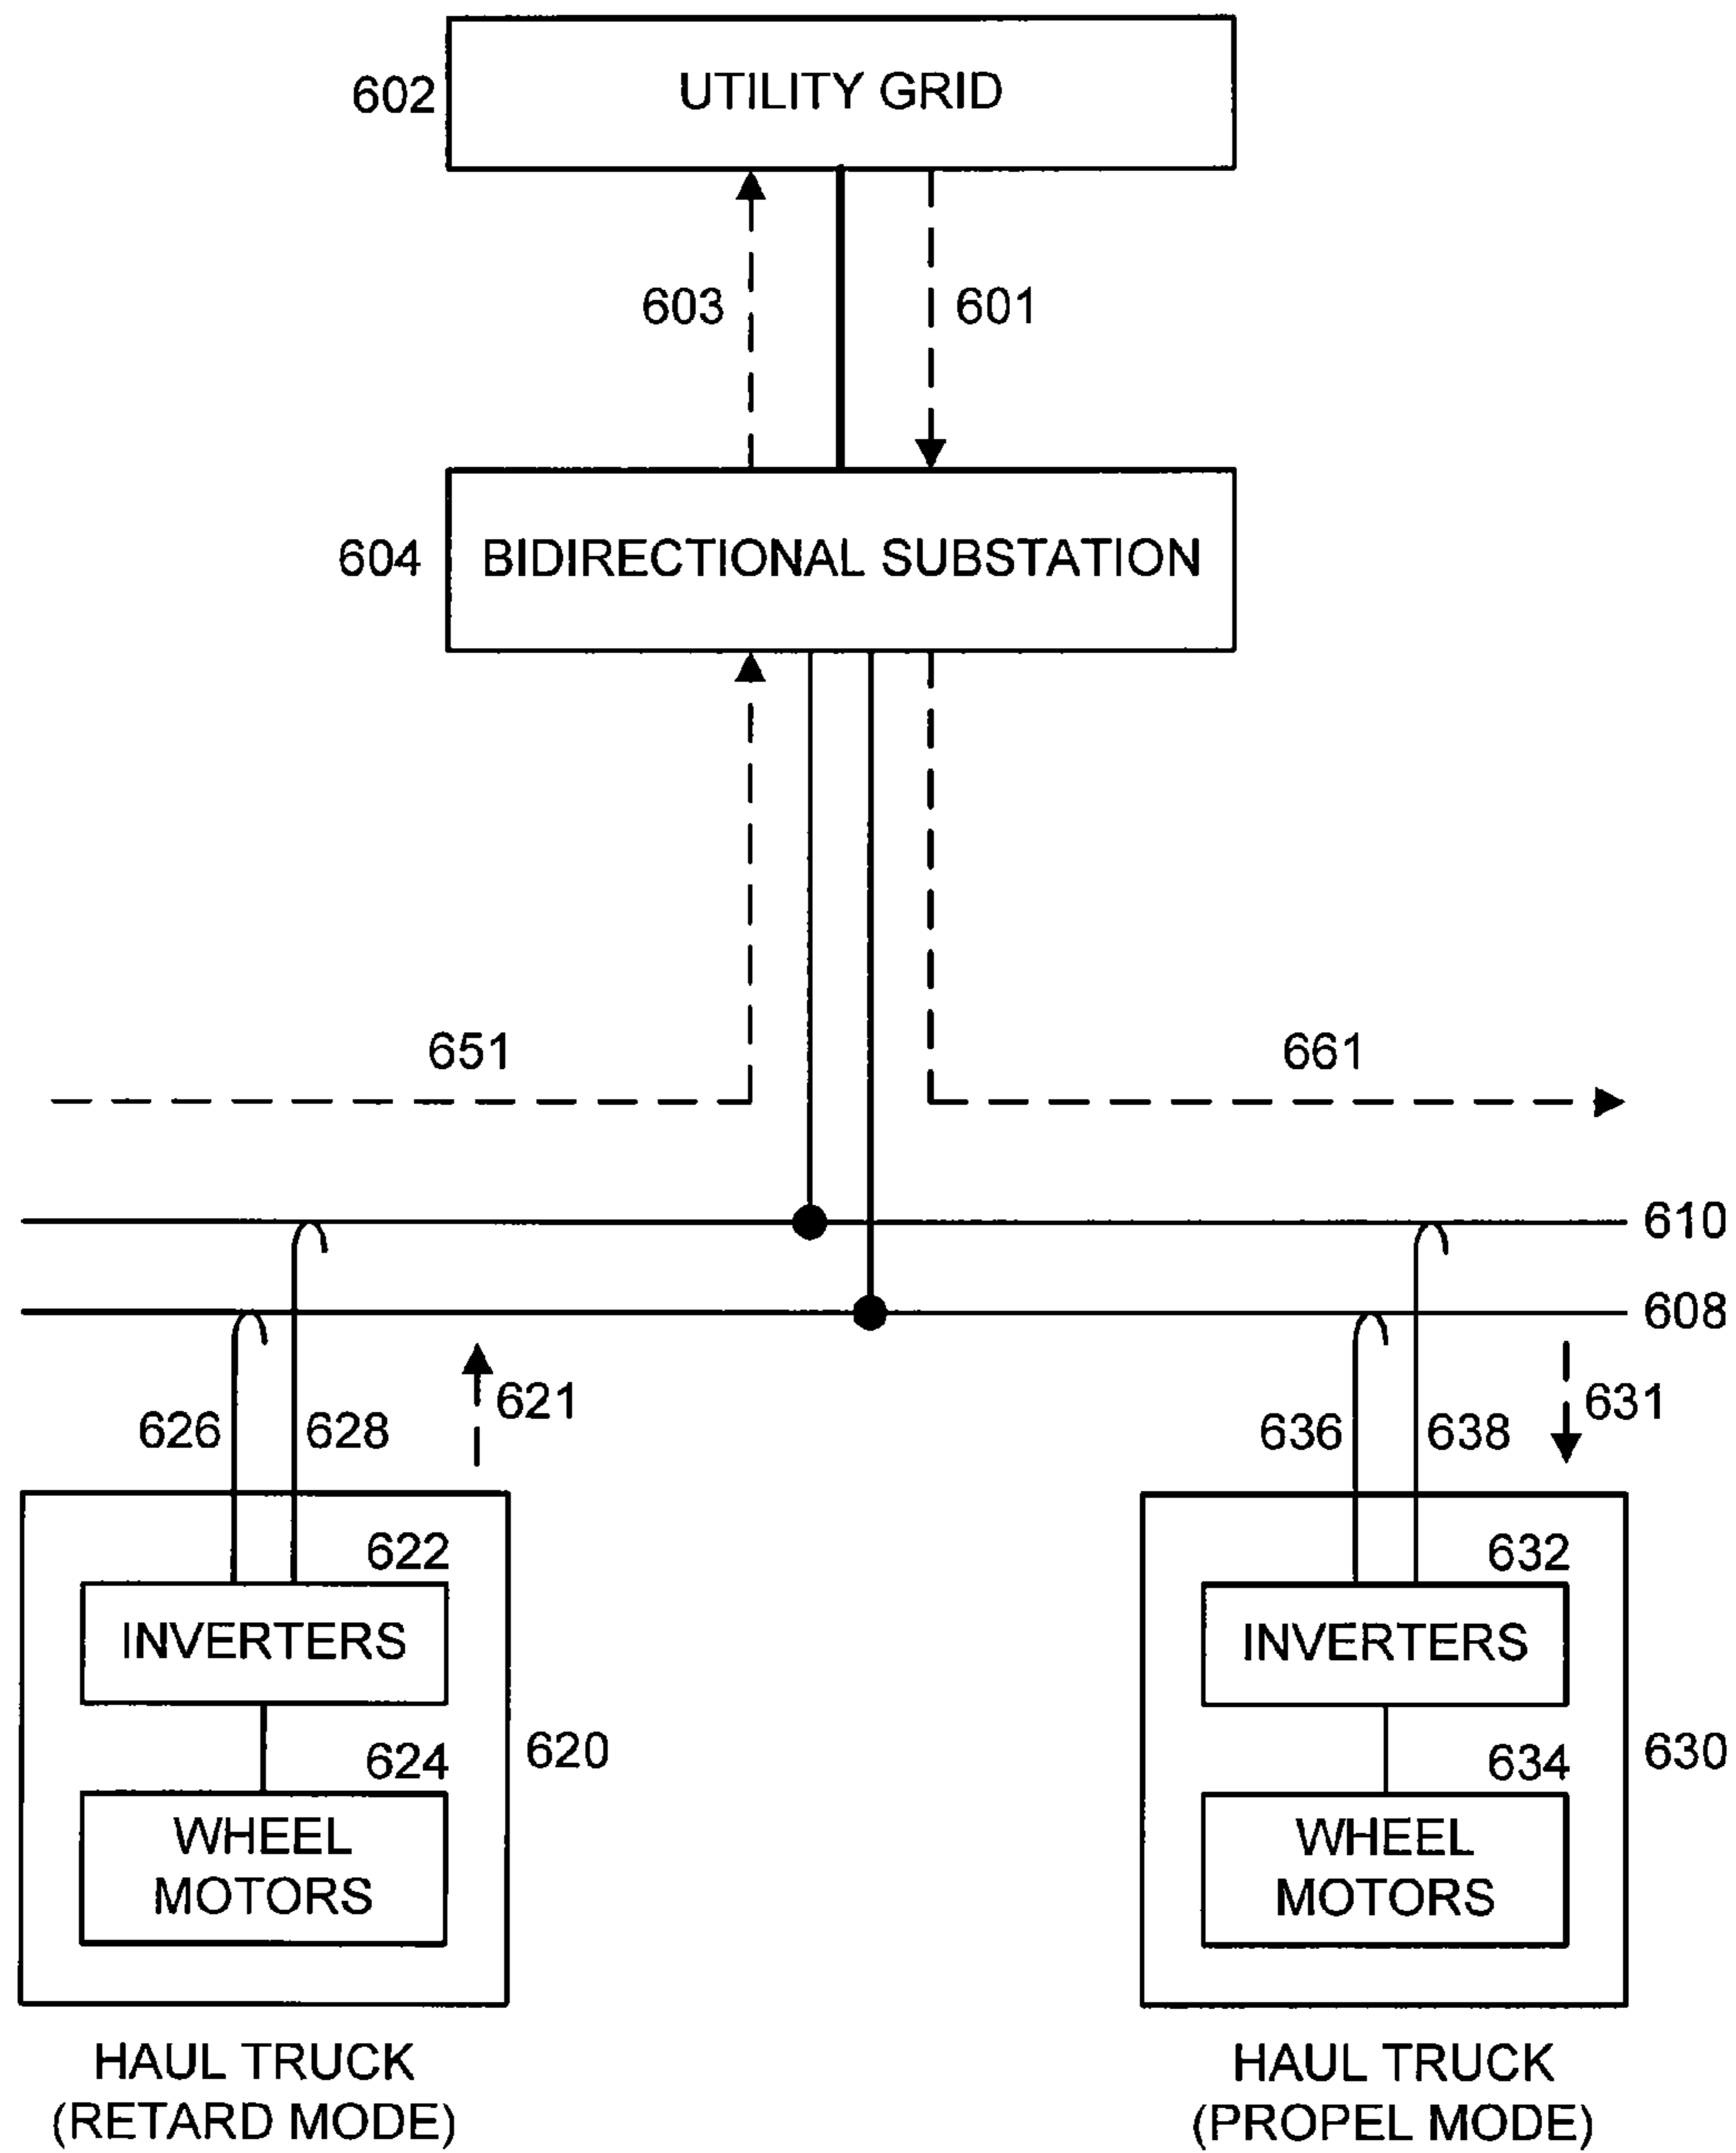 602
UTILITY GRID
603
601
604
BIDIRECTIONAL SUBSTATION
651
661
610
608
621
631
626
628
636
638
622
632
INVERTERS
INVERTERS
620
630
624
634
WHEEL
MOTORS
WHEEL
MOTORS
HAUL TRUCK
(RETARD MODE)
HAUL TRUCK
(PROPEL MODE)